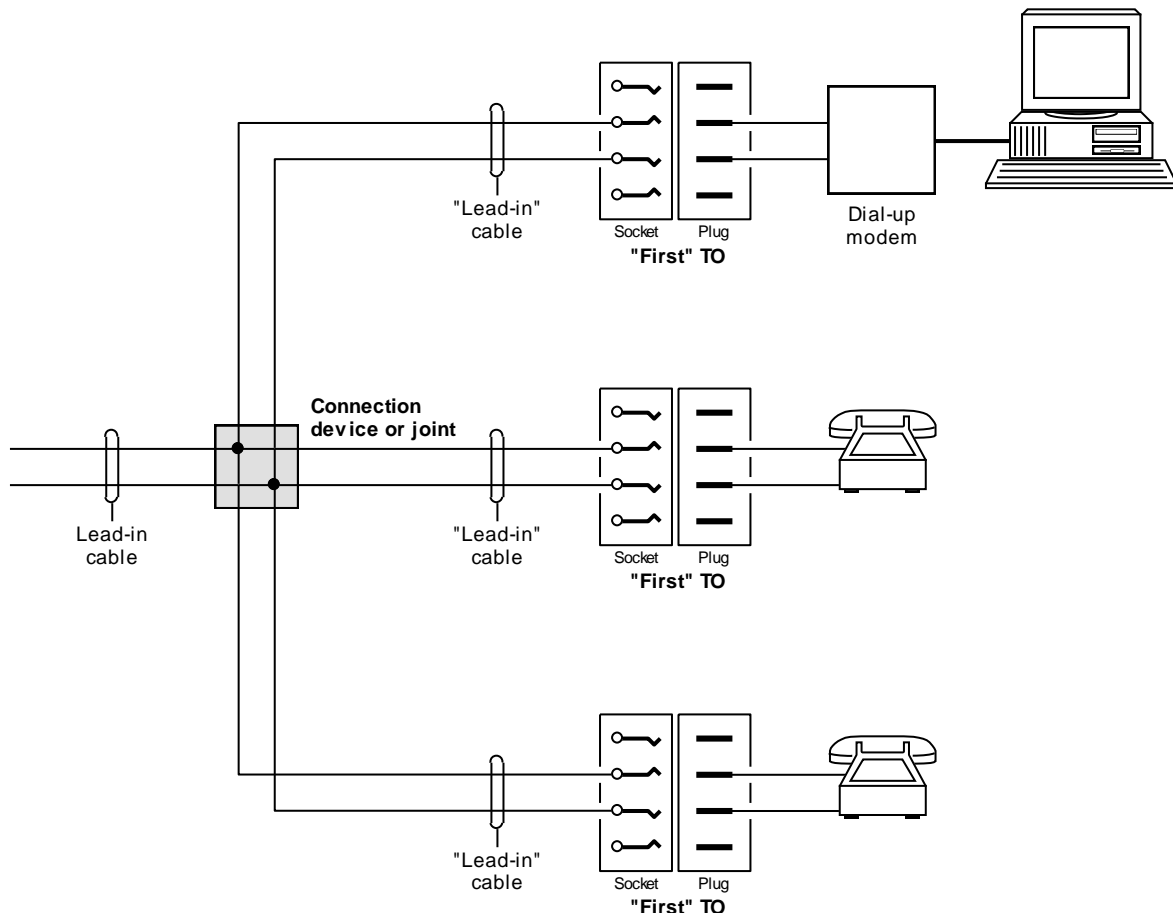 "Lead-in"
cable
Socket Plug
"First" TO
Dial-up
modem
Connection
device or joint
Lead-in
cable
"Lead-in"
cable
Socket Plug
"First" TO
"Lead-in"
cable
Socket Plug
"First" TO